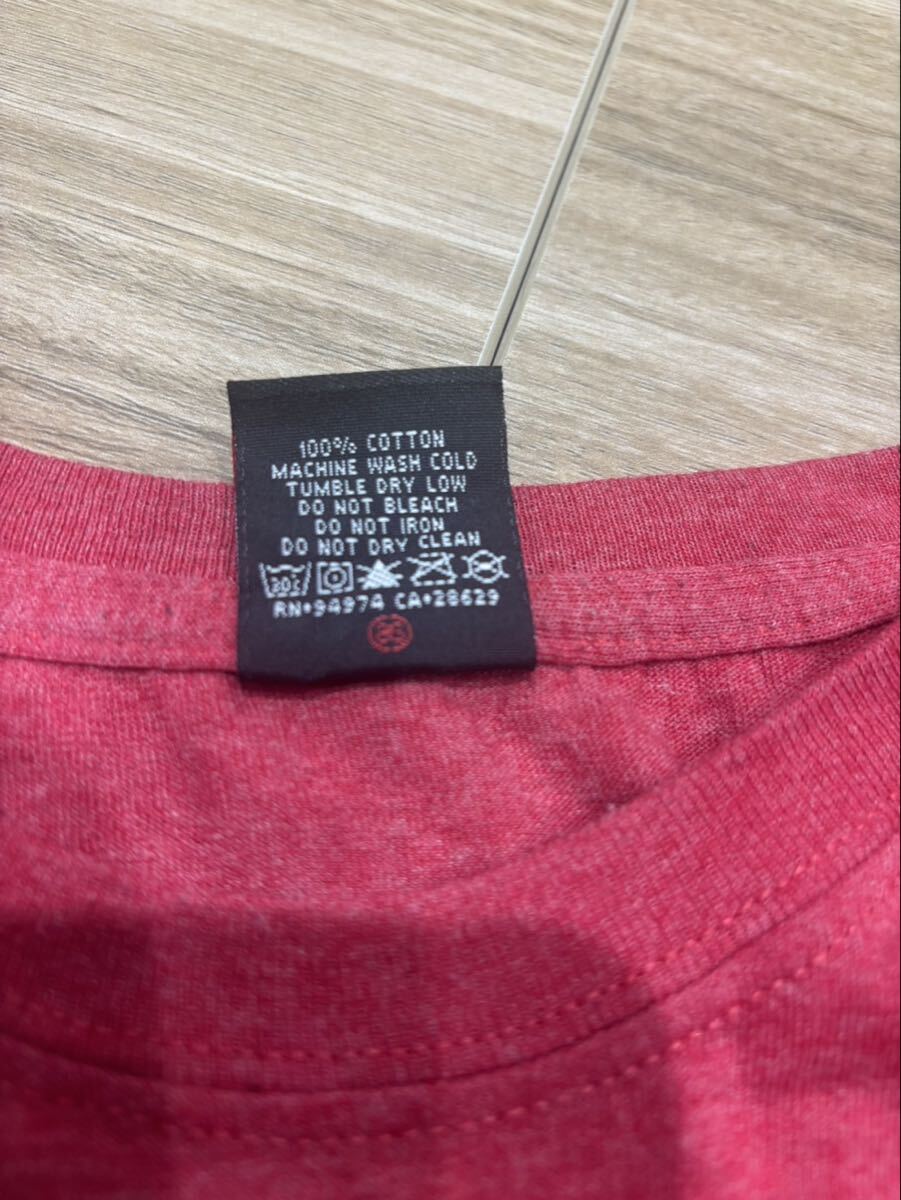 100% COTTON
MACHINE WASH COLD
TUMBLE DRY LOW
DO NOT BLEACH
DO NOT IRON
DO NOT DRY CLEAN
30
RN•94974 CA•28629